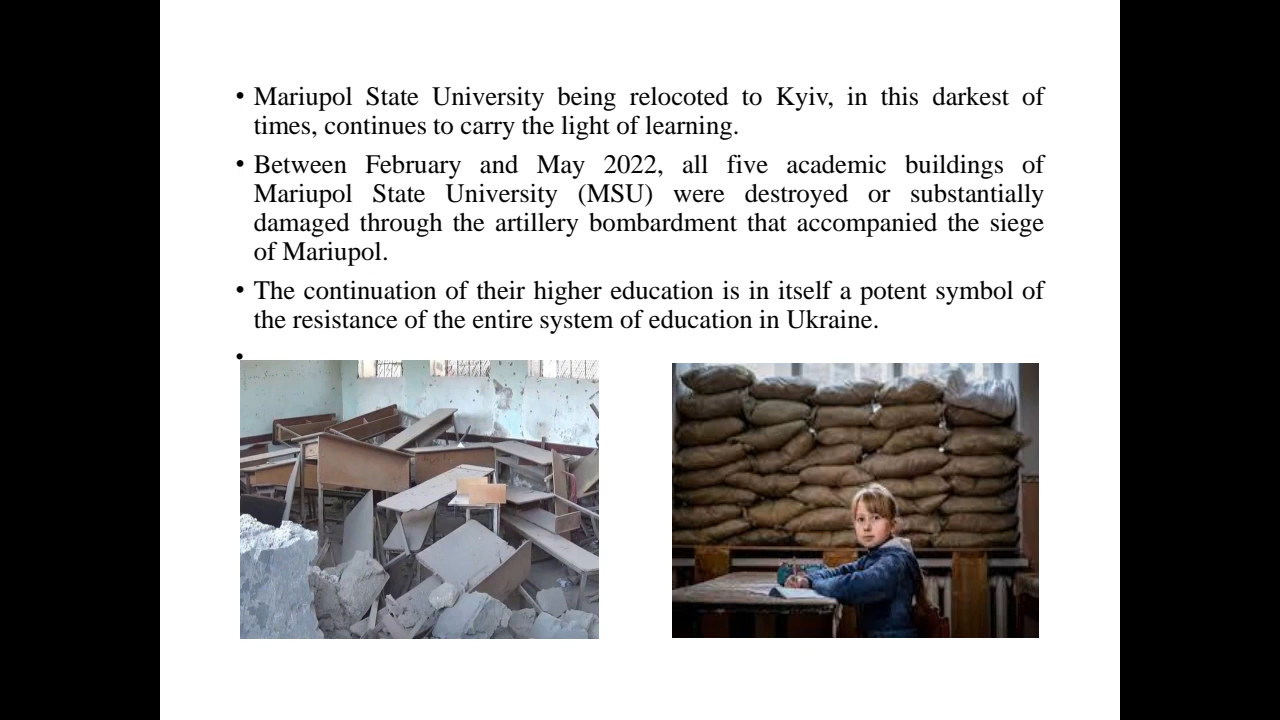 • Mariupol State University being relocoted to Kyiv, in this darkest of
times, continues to carry the light of learning.
• Between February and May 2022, all five academic buildings of
Mariupol State University (MSU) were destroyed or substantially
damaged through the artillery bombardment that accompanied the siege
of Mariupol.
• The continuation of their higher education is in itself a potent symbol of
the resistance of the entire system of education in Ukraine.
•